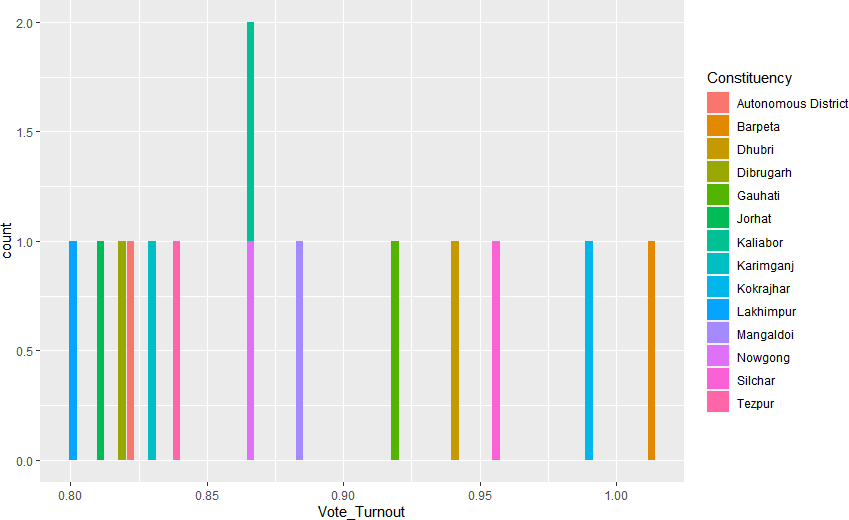 2.0
1.5
1.0
0.5
0.0
count
0.80
0.85
0.90
0.95
1.00
Vote_Turnout
Constituency
Autonomous District
Barpeta
Dhubri
Dibrugarh
Gauhati
Jorhat
Kaliabor
Karimganj
Kokrajhar
Lakhimpur
Mangaldoi
Nowgong
Silchar
Tezpur